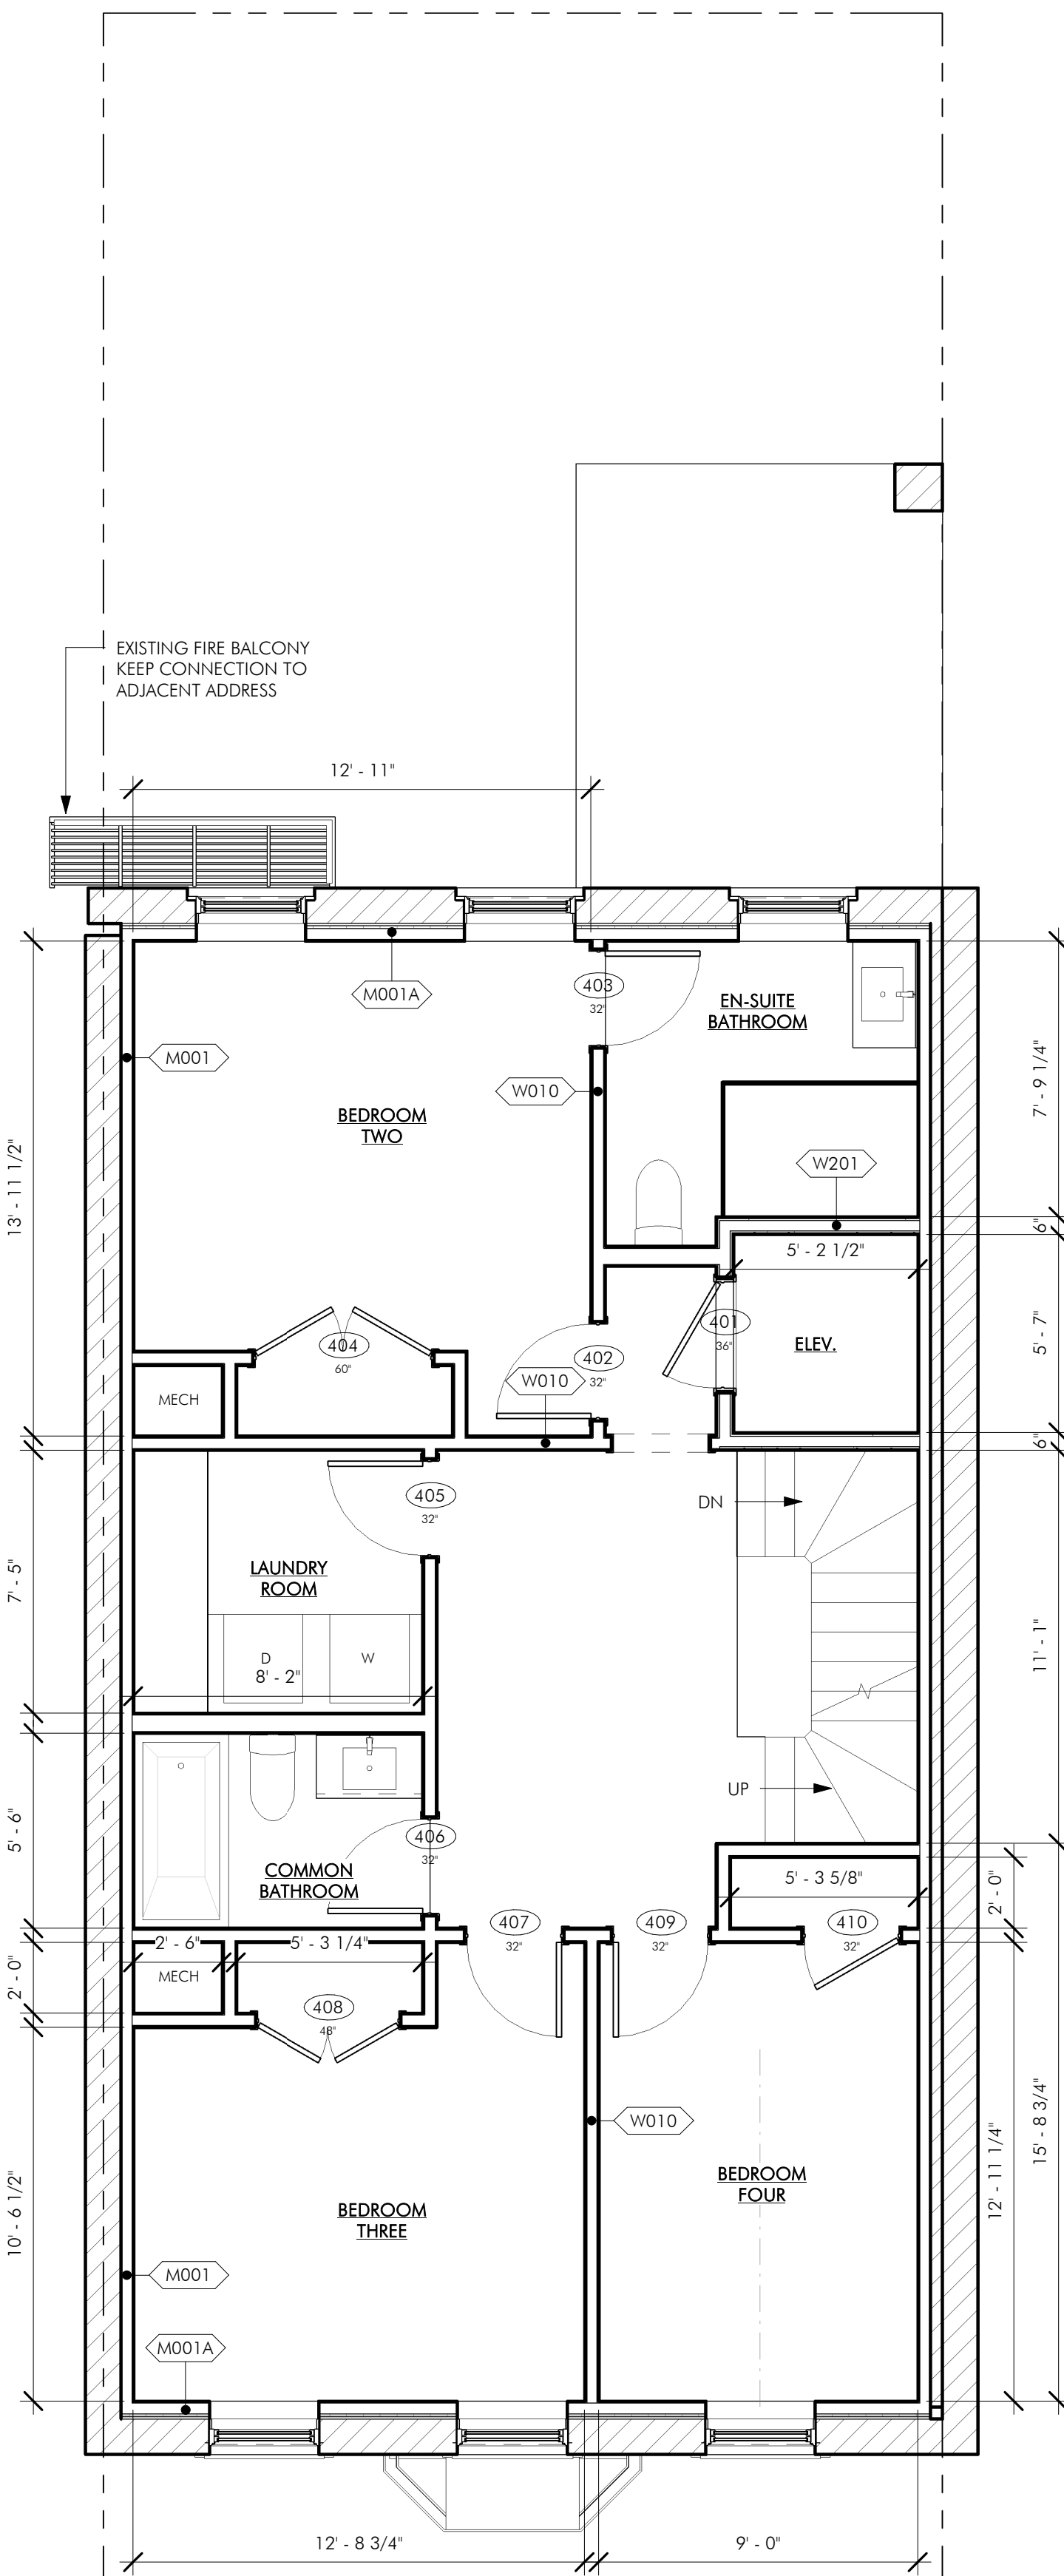 EXISTING FIRE BALCONY
KEEP CONNECTION TO
ADJACENT ADDRESS
12' - 11"
M001A
403
32"
EN-SUITE
BATHROOM
M001
W010
BEDROOM
TWO
7' - 9 1/4"
13' - 11 1/2"
W201
6"
5' - 2 1/2"
401
36"
ELEV.
5' - 7"
404
60"
402
32"
W010
MECH
6"
405
32"
DN
LAUNDRY
ROOM
7' - 5"
D
W
8' - 2"
11' - 1"
UP
5' - 6"
406
32"
COMMON
BATHROOM
5' - 3 5/8"
2' - 0"
407
32"
409
32"
410
32"
2' - 6"
5' - 3 1/4"
MECH
2' - 0"
408
48"
W010
BEDROOM
FOUR
12' - 11 1/4"
15' - 8 3/4"
10' - 6 1/2"
BEDROOM
THREE
M001
M001A
12' - 8 3/4"
9' - 0"